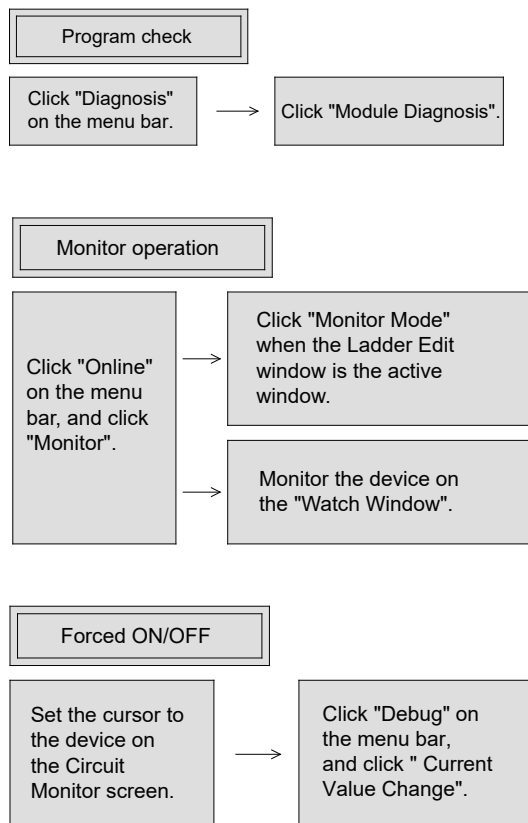 Program check
Click "Diagnosis"
on the menu bar.
Click "Module Diagnosis".
Monitor operation
Click "Online"
on the menu
bar, and click
"Monitor".
Click "Monitor Mode"
when the Ladder Edit
window is the active
window.
Monitor the device on
the "Watch Window".
Forced ON/OFF
Set the cursor to
the device on
the Circuit
Monitor screen.
Click "Debug" on
the menu bar,
and click " Current
Value Change".